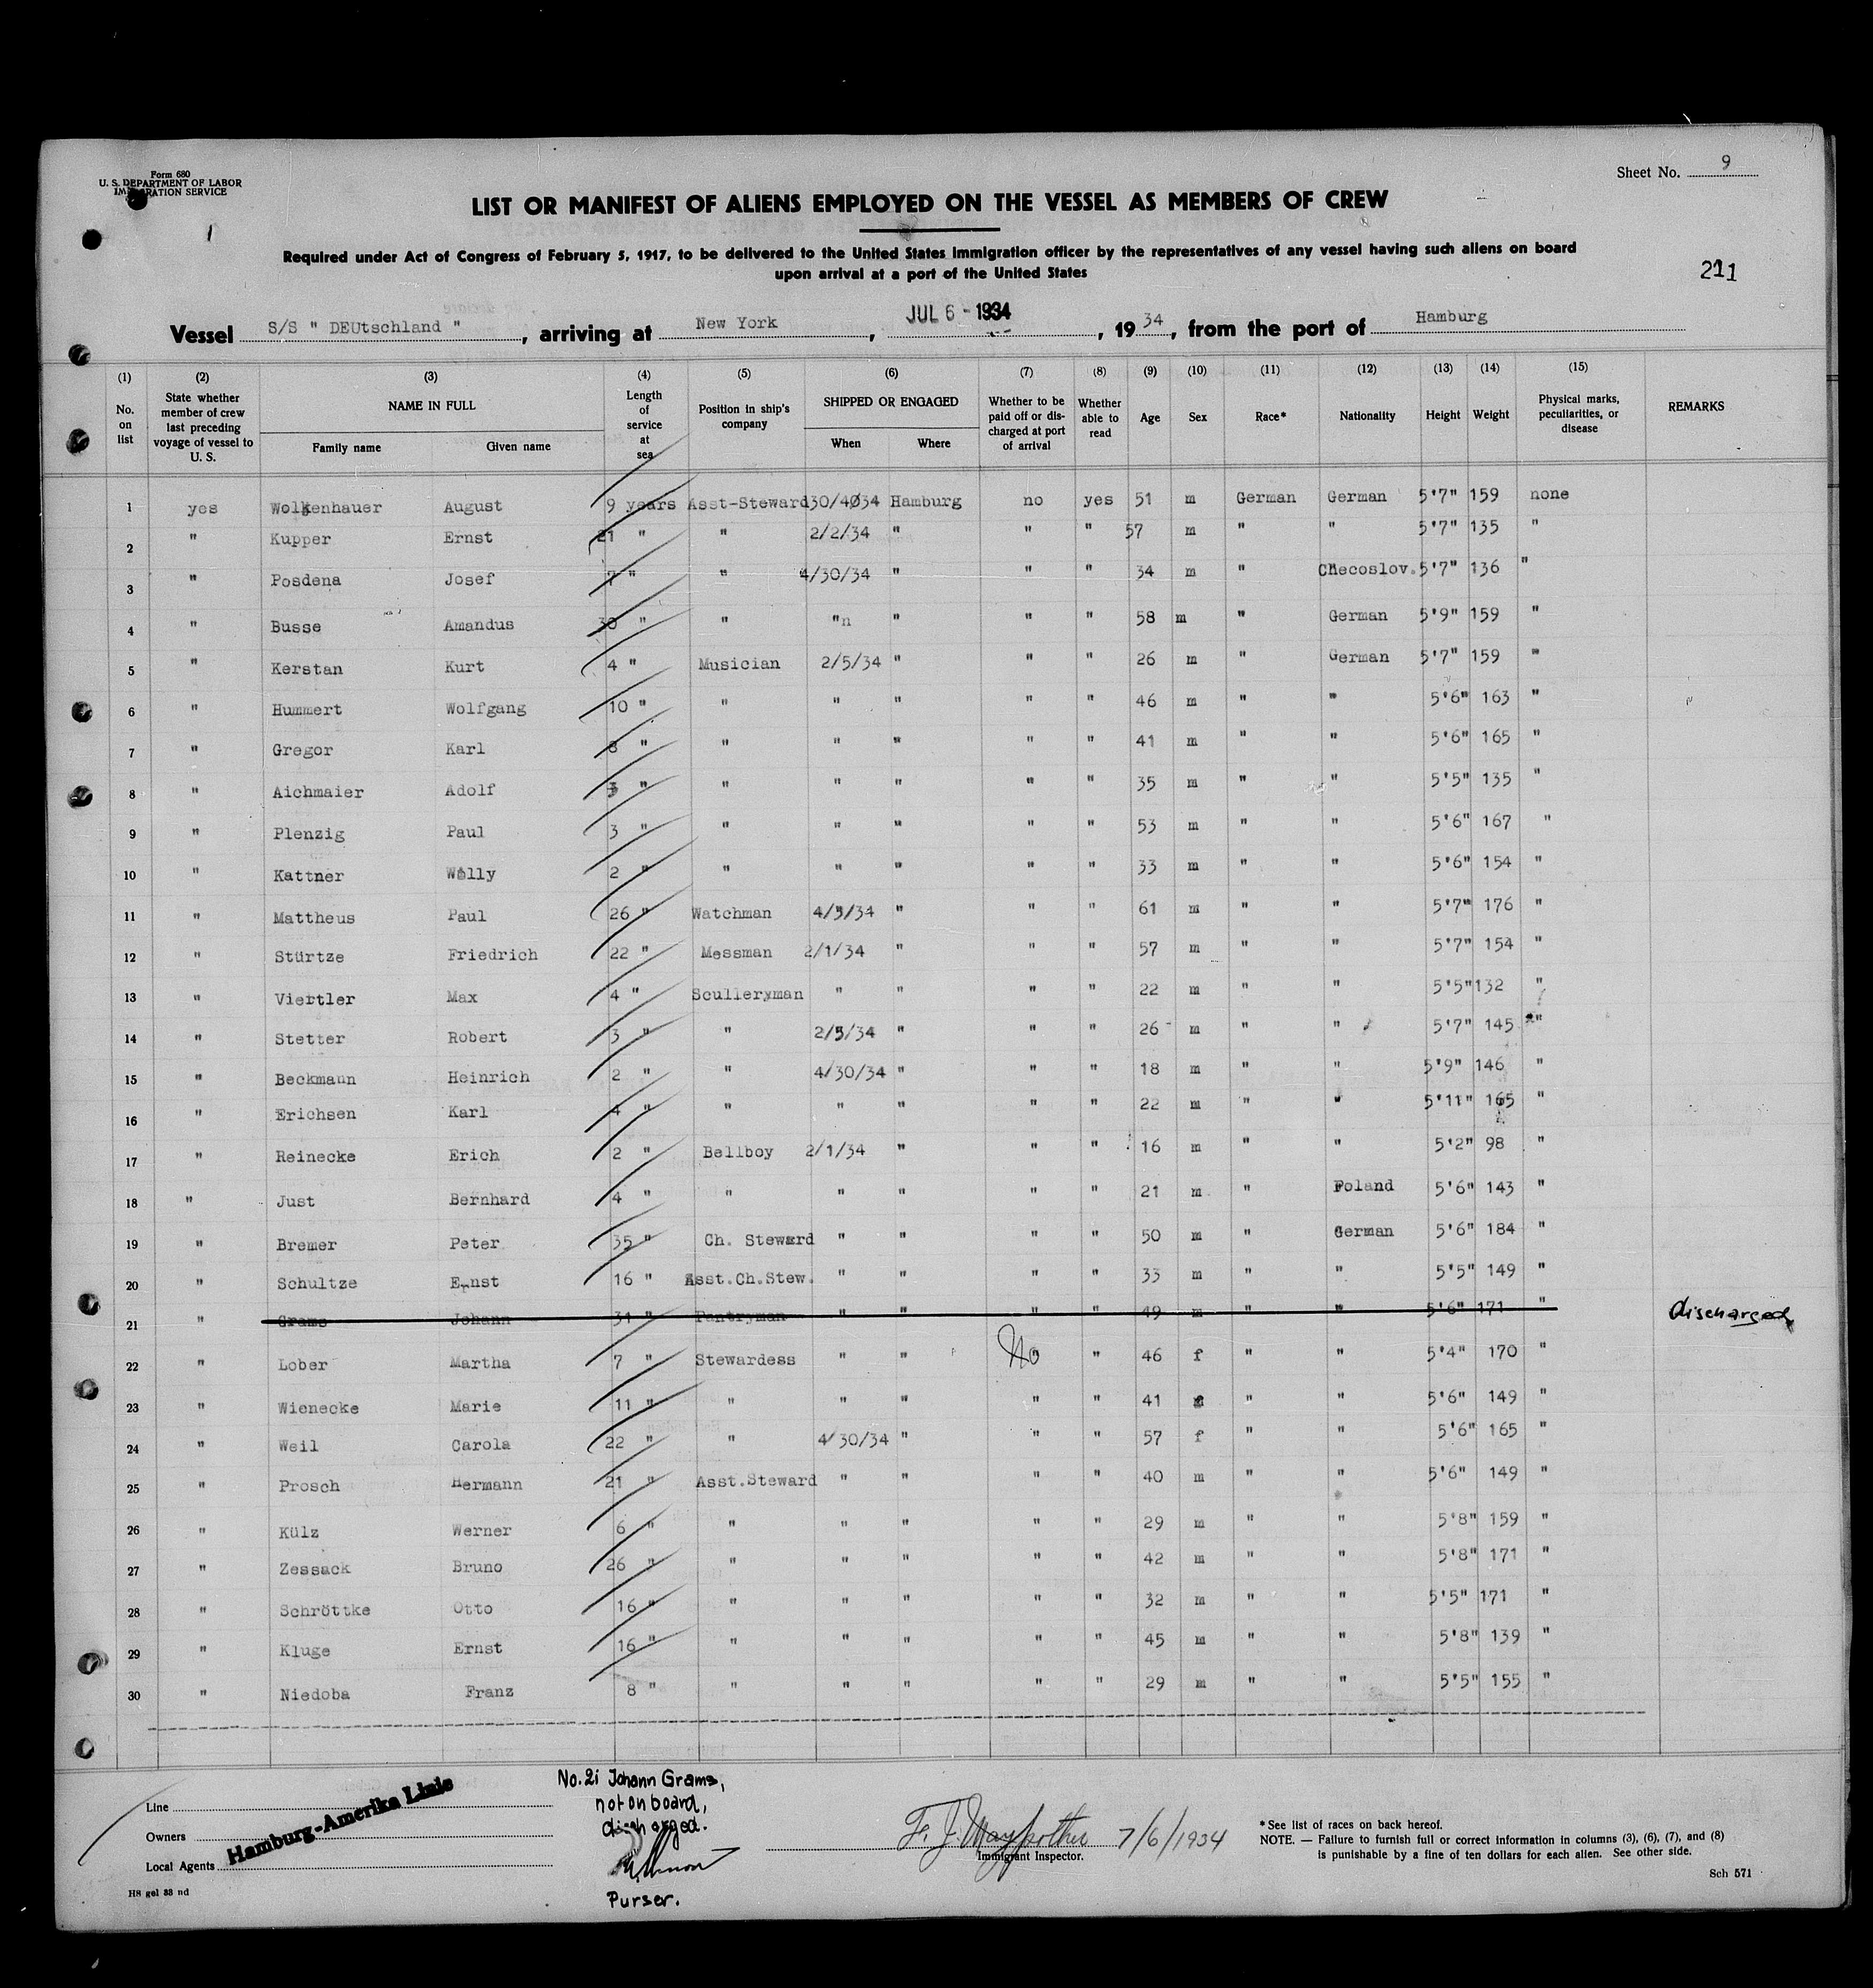 Form 680
U. S. DEPARTMENT OF LABOR
IMMIGRATION SERVICE
Sheet No. 9
LIST OR MANIFEST OF ALIENS EMPLOYED ON THE VESSEL AS MEMBERS OF CREW
1
Required under Act of Congress of February 5, 1917, to be delivered to the United States immigration officer by the representatives of any vessel having such aliens on board
upon arrival at a port of the United States
211
Vessel S/S " DEUtschland ", arriving at New York, JUL 6 - 1934, 19 34, from the port of Hamburg
(1) (2) (3) (4) (5) (6) (7) (8) (9) (10) (11) (12) (13) (14) (15)
No. on list State whether member of crew last preceding voyage of vessel to U. S. NAME IN FULL Family name Given name Length of service at sea Position in ship's company SHIPPED OR ENGAGED When Where Whether to be paid off or discharged at port of arrival Whether able to read Age Sex Race* Nationality Height Weight Physical marks, peculiarities, or disease REMARKS
1 yes Wolkenhauer August 9 years Asst-Steward 30/4034 Hamburg no yes 51 m German German 5'7" 159 none
2 " Kupper Ernst 21 " " 2/2/34 " " " 57 m " " 5'7" 135 "
3 " Posdena Josef 7 " " 4/30/34 " " " 34 m " Checoslov. 5'7" 136 "
4 " Busse Amandus 30 " " "n " " " 58 m " German 5'9" 159 "
5 " Kerstan Kurt 4 " Musician 2/5/34 " " " 26 m " German 5'7" 159 "
6 " Hummert Wolfgang 10 " " " " " " 46 m " " 5'6" 163 "
7 " Gregor Karl 8 " " " " " " 41 m " " 5'6" 165 "
8 " Aichmaier Adolf 3 " " " " " " 35 m " " 5'5" 135 "
9 " Plenzig Paul 3 " " " " " " 53 m " " 5'6" 167 "
10 " Kattner Willy 2 " " " " " " 33 m " " 5'6" 154 "
11 " Mattheus Paul 26 " Watchman 4/5/34 " " " 61 m " " 5'7" 176 "
12 " Stürtze Friedrich 22 " Messman 2/1/34 " " " 57 m " " 5'7" 154 "
13 " Viertler Max 4 " Sculleryman " " " " 22 m " " 5'5" 132 "
14 " Stetter Robert 3 " " 2/5/34 " " " 26 m " " 5'7" 145 "
15 " Beckmann Heinrich 2 " " 4/30/34 " " " 18 m " " 5'9" 146 "
16 " Erichsen Karl 4 " " " " " " 22 m " " 5'11" 165 "
17 " Reinecke Erich 2 " Bellboy 2/1/34 " " " 16 m " " 5'2" 98 "
18 " Just Bernhard 4 " " " " " " 21 m " Poland 5'6" 143 "
19 " Bremer Peter 35 " Ch. Steward " " " " 50 m " German 5'6" 184 "
20 " Schultze Ernst 16 " Asst.Ch.Stew. " " " " 33 m " " 5'5" 149 "
21 " Grams Johann 31 " Pantryman " " " " 49 m " " 5'6" 171 " discharged
22 " Lober Martha 7 " Stewardess " " No " 46 f " " 5'4" 170 "
23 " Wienecke Marie 11 " " " " " " 41 f " " 5'6" 149 "
24 " Weil Carola 22 " " 4/30/34 " " " 57 f " " 5'6" 165 "
25 " Prosch Hermann 21 " Asst.Steward " " " " 40 m " " 5'6" 149 "
26 " Külz Werner 6 " " " " " " 29 m " " 5'8" 159 "
27 " Zessack Bruno 26 " " " " " " 42 m " " 5'8" 171 "
28 " Schröttke Otto 16 " " " " " " 32 m " " 5'5" 171 "
29 " Kluge Ernst 16 " " " " " " 45 m " " 5'8" 139 "
30 " Niedoba Franz 8 " " " " " " 29 m " " 5'5" 155 "
Line
Owners
Local Agents
Hamburg-Amerika Linie
H8 gel 38 nd
No. 21 Johann Grams,
not on board,
discharged.
Purser.
F. J. 7/6/1934
Immigrant Inspector.
* See list of races on back hereof.
NOTE. — Failure to furnish full or correct information in columns (3), (6), (7), and (8)
is punishable by a fine of ten dollars for each alien. See other side.
Sch 571